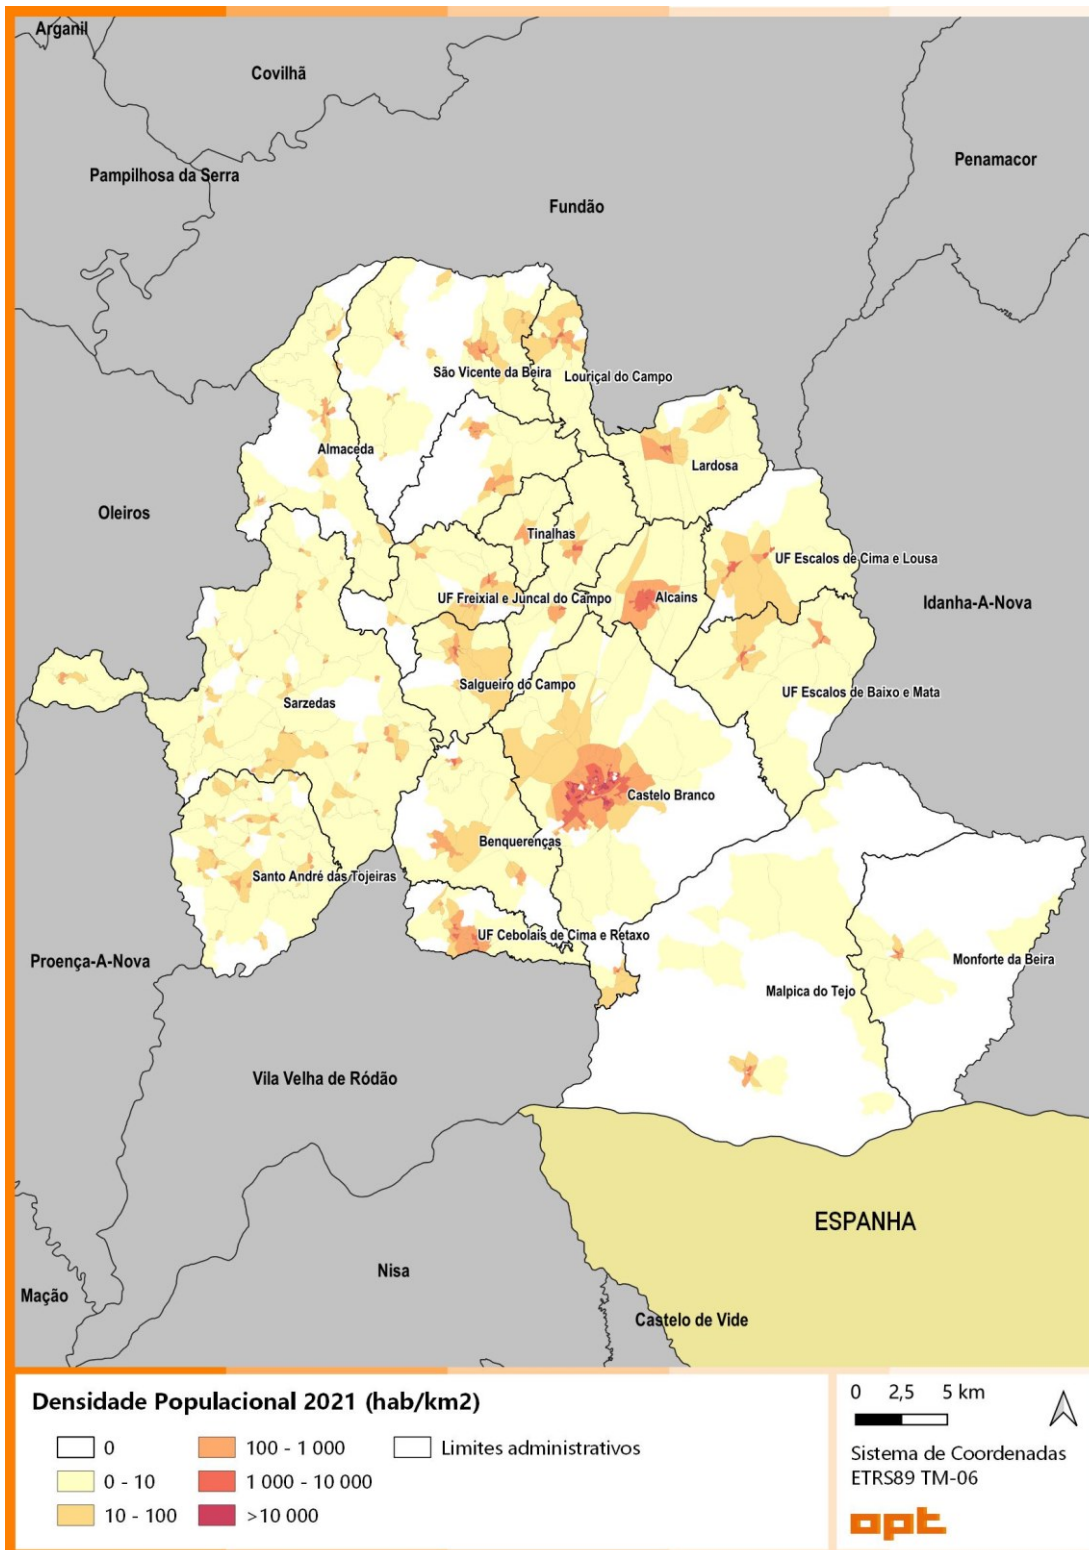 Arganil
Covilhã
Penamacor
Pampilhosa da Serra
Fundão
São Vicente da Beira
Louriçal do Campo
Almaceda
Lardosa
Oleiros
Tinalhas
UF Escalos de Cima e Lousa
UF Freixial e Juncal do Campo
Alcains
Idanha-A-Nova
Salgueiro do Campo
UF Escalos de Baixo e Mata
Sarzedas
Castelo Branco
Benquerenças
Santo André das Tojeiras
UF Cebolais de Cima e Retaxo
Proença-A-Nova
Monforte da Beira
Malpica do Tejo
Vila Velha de Ródão
ESPANHA
Nisa
Mação
Castelo de Vide
Densidade Populacional 2021 (hab/km2)
0
100 - 1 000
Limites administrativos
0 - 10
1 000 - 10 000
10 - 100
>10 000
0 2,5 5 km
Sistema de Coordenadas
ETRS89 TM-06
opt